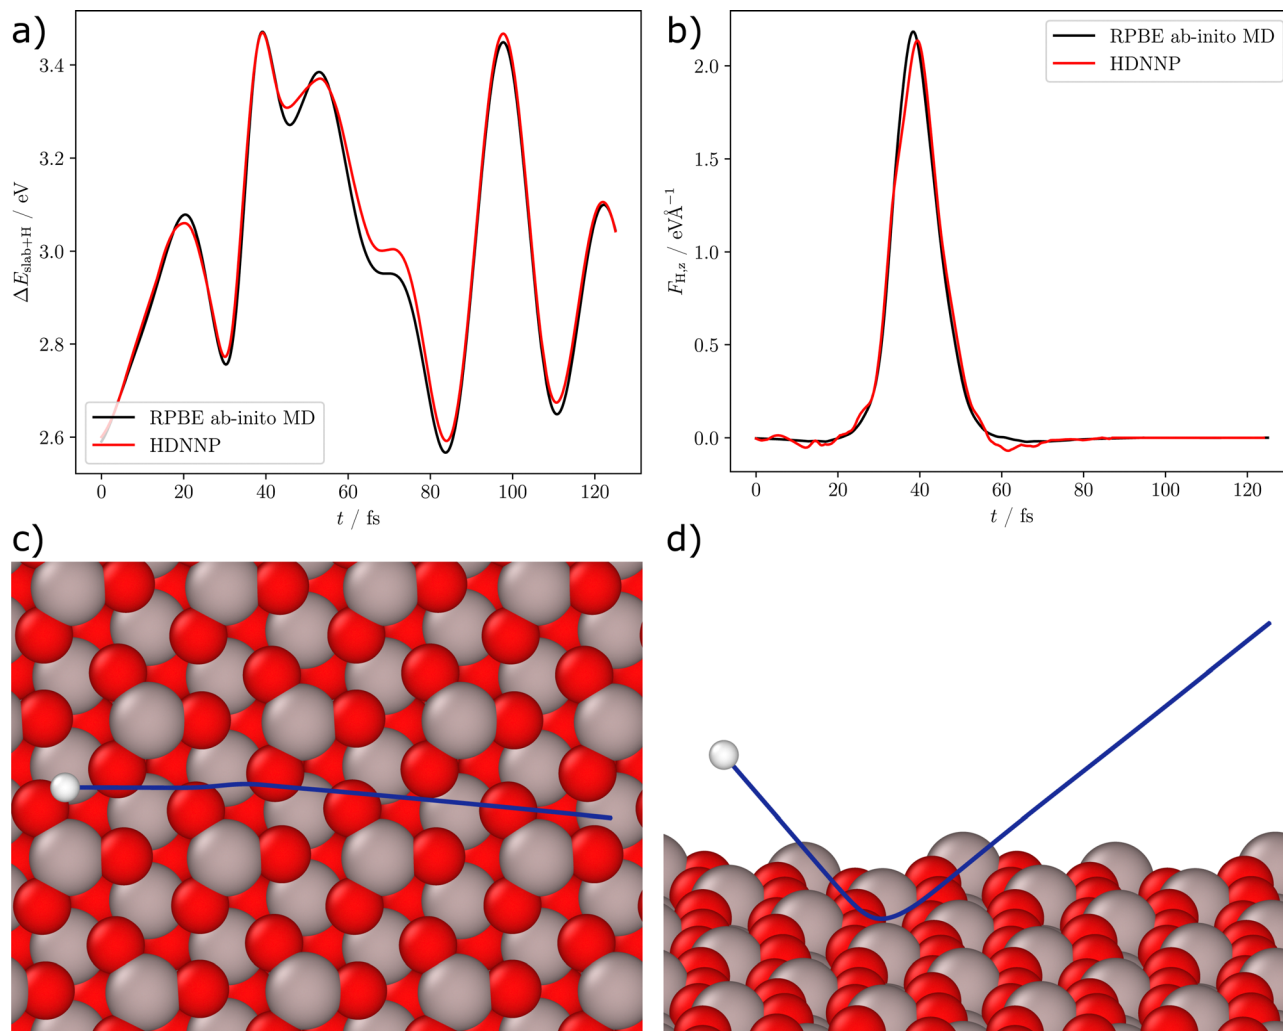 a)
3.4
3.2
3.0
2.8
2.6
ΔE_slab+H / eV
RPBE ab-inito MD
HDNNP
0 20 40 60 80 100 120
t / fs
b)
2.0
1.5
1.0
0.5
0.0
F_H,z / eVÅ⁻¹
RPBE ab-inito MD
HDNNP
0 20 40 60 80 100 120
t / fs
c)
d)